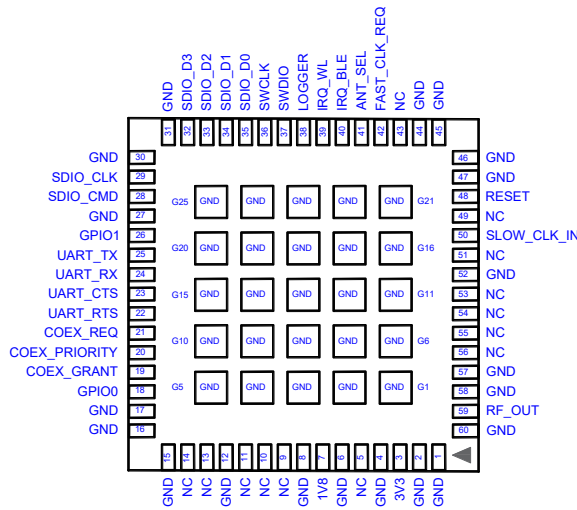 GND SDIO_D3 SDIO_D2 SDIO_D1 SDIO_D0 SWCLK SWDIO LOGGER IRQ_WL IRQ_BLE ANT_SEL FAST_CLK_REQ NC GND GND
31 32 33 34 35 36 37 38 39 40 41 42 43 44 45
GND 30 46 GND
SDIO_CLK 29 47 GND
SDIO_CMD 28 48 RESET
GND 27 49 NC
GPIO1 26 50 SLOW_CLK_IN
UART_TX 25 51 NC
UART_RX 24 52 GND
UART_CTS 23 53 NC
UART_RTS 22 54 NC
COEX_REQ 21 55 NC
COEX_PRIORITY 20 56 NC
COEX_GRANT 19 57 GND
GPIO0 18 58 GND
GND 17 59 RF_OUT
GND 16 60 GND
G25 GND GND GND GND GND G21
G20 GND GND GND GND GND G16
G15 GND GND GND GND GND G11
G10 GND GND GND GND GND G6
G5 GND GND GND GND GND G1
15 14 13 12 11 10 9 8 7 6 5 4 3 2 1
GND NC NC GND NC NC NC GND 1V8 GND NC GND 3V3 GND GND